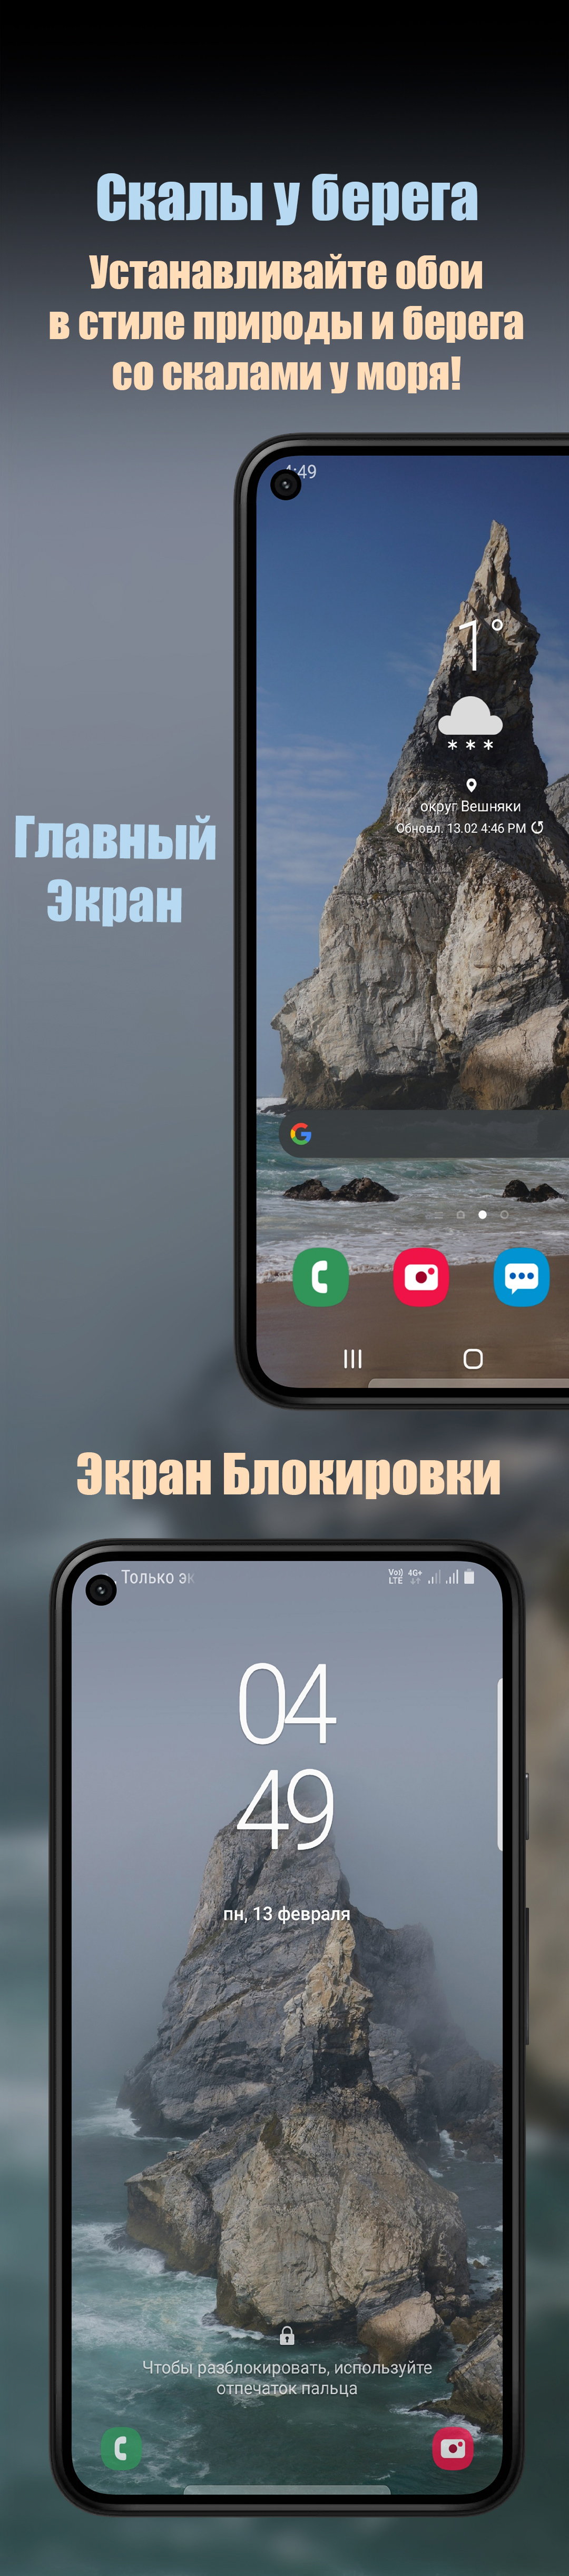 Скалы у берега
Устанавливайте обои
в стиле природы и берега
со скалами у моря!
:49
1°
округ Вешняки
Обновл. 13.02 4:46 PM
Главный
Экран
G
Экран Блокировки
Только эк
Vo)) 4G+
LTE
04
49
пн, 13 февраля
Чтобы разблокировать, используйте
отпечаток пальца